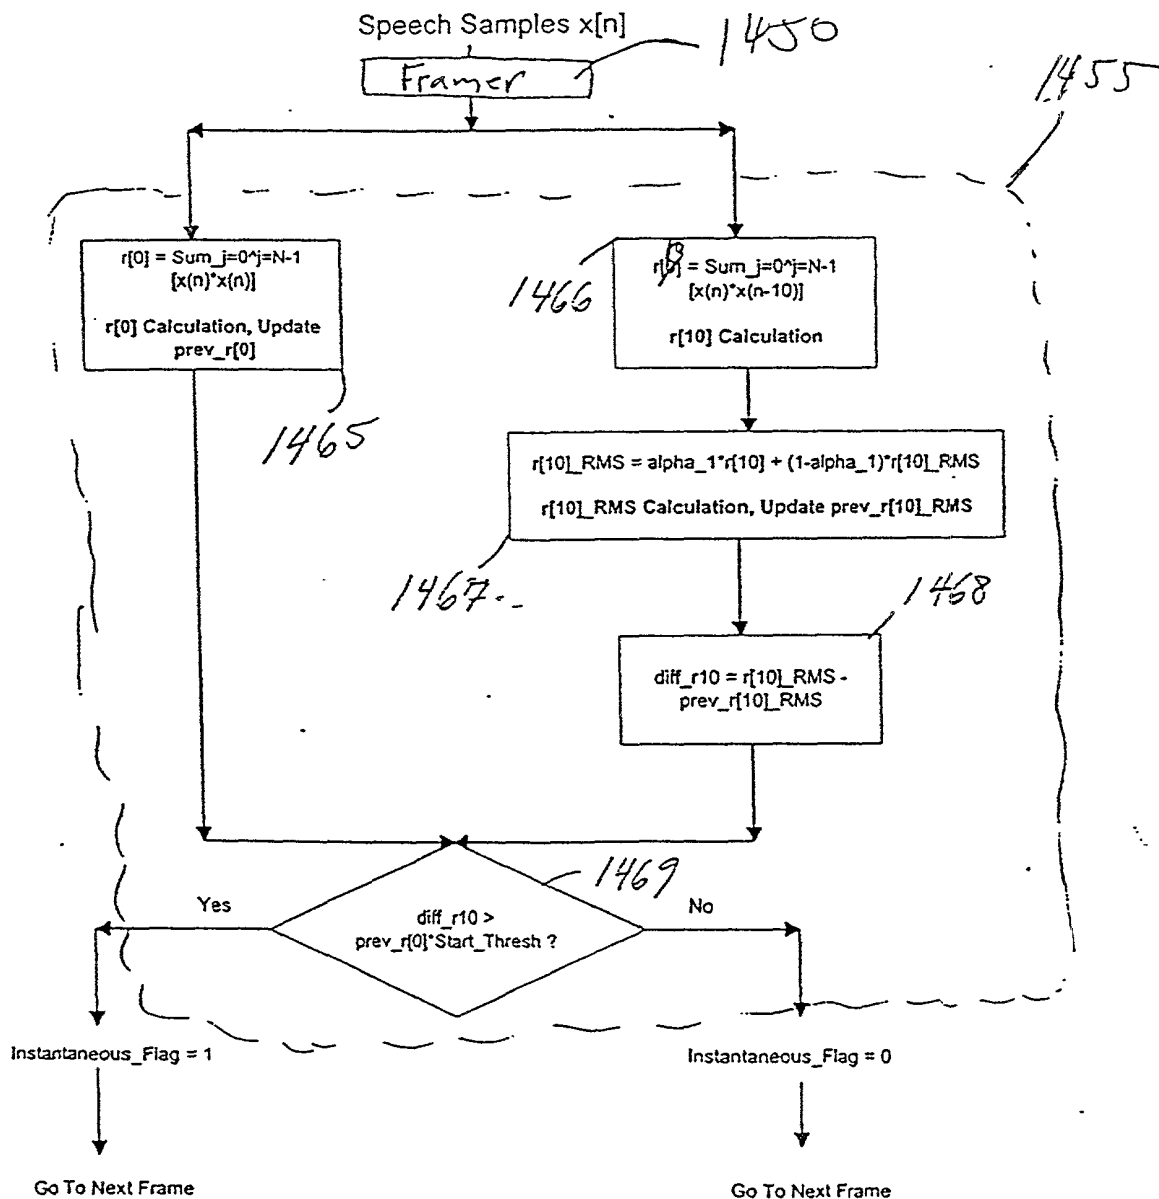 Speech Samples x[n]
1450
Framer
1455
r[0] = Sum_j=0^j=N-1
[x(n)*x(n)]
r[0] Calculation, Update
prev_r[0]
1465
1466
= Sum_j=0^j=N-1
[x(n)*x(n-10)]
r[10] Calculation
r[10]_RMS = alpha_1*r[10] + (1-alpha_1)*r[10]_RMS
r[10]_RMS Calculation, Update prev_r[10]_RMS
1467
1468
diff_r10 = r[10]_RMS -
prev_r[10]_RMS
1469
Yes
No
diff_r10 >
prev_r[0]*Start_Thresh ?
Instantaneous_Flag = 1
Instantaneous_Flag = 0
Go To Next Frame
Go To Next Frame